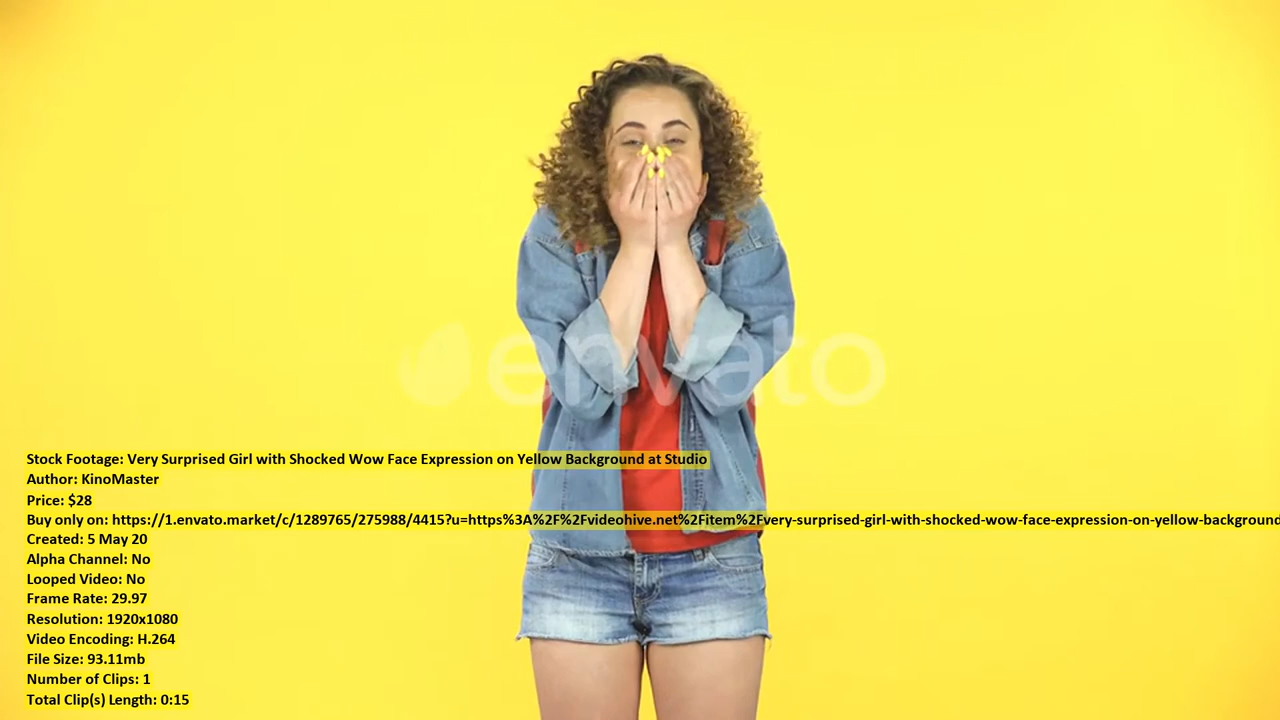 envato
Stock Footage: Very Surprised Girl with Shocked Wow Face Expression on Yellow Background at Studio
Author: KinoMaster
Price: $28
Buy only on: https://1.envato.market/c/1289765/275988/4415?u=https%3A%2F%2Fvideohive.net%2Fitem%2Fvery-surprised-girl-with-shocked-wow-face-expression-on-yellow-background
Created: 5 May 20
Alpha Channel: No
Looped Video: No
Frame Rate: 29.97
Resolution: 1920x1080
Video Encoding: H.264
File Size: 93.11mb
Number of Clips: 1
Total Clip(s) Length: 0:15